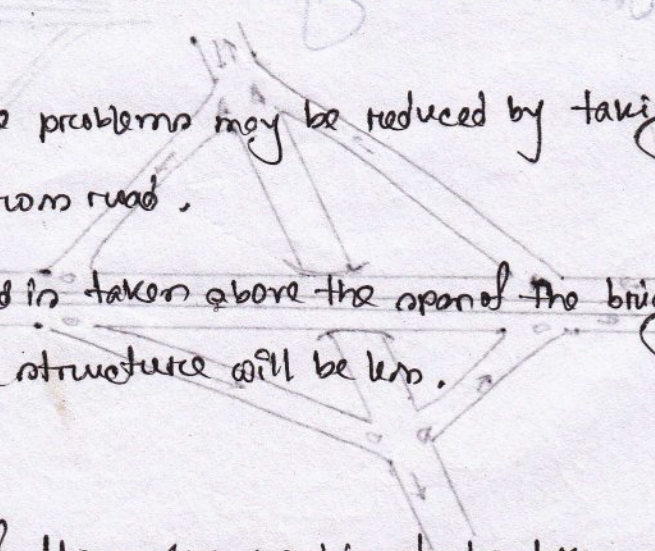 problems may be reduced by taki
road.
is taken above the span of the bri
structure will be less.